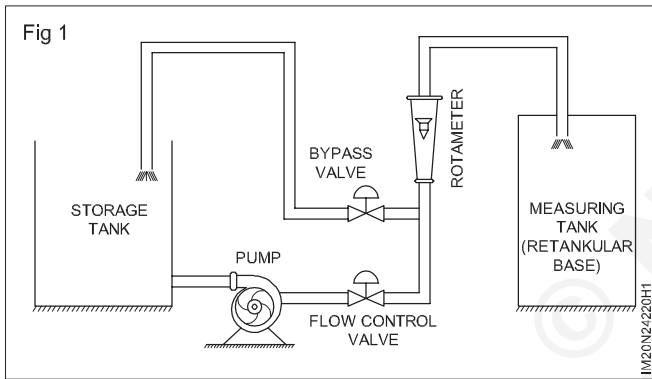 Fig 1
BYPASS
VALVE
ROTAMETER
STORAGE
TANK
MEASURING
TANK
(RETANKULAR
BASE)
PUMP
FLOW CONTROL
VALVE
IM20N24220H1
©